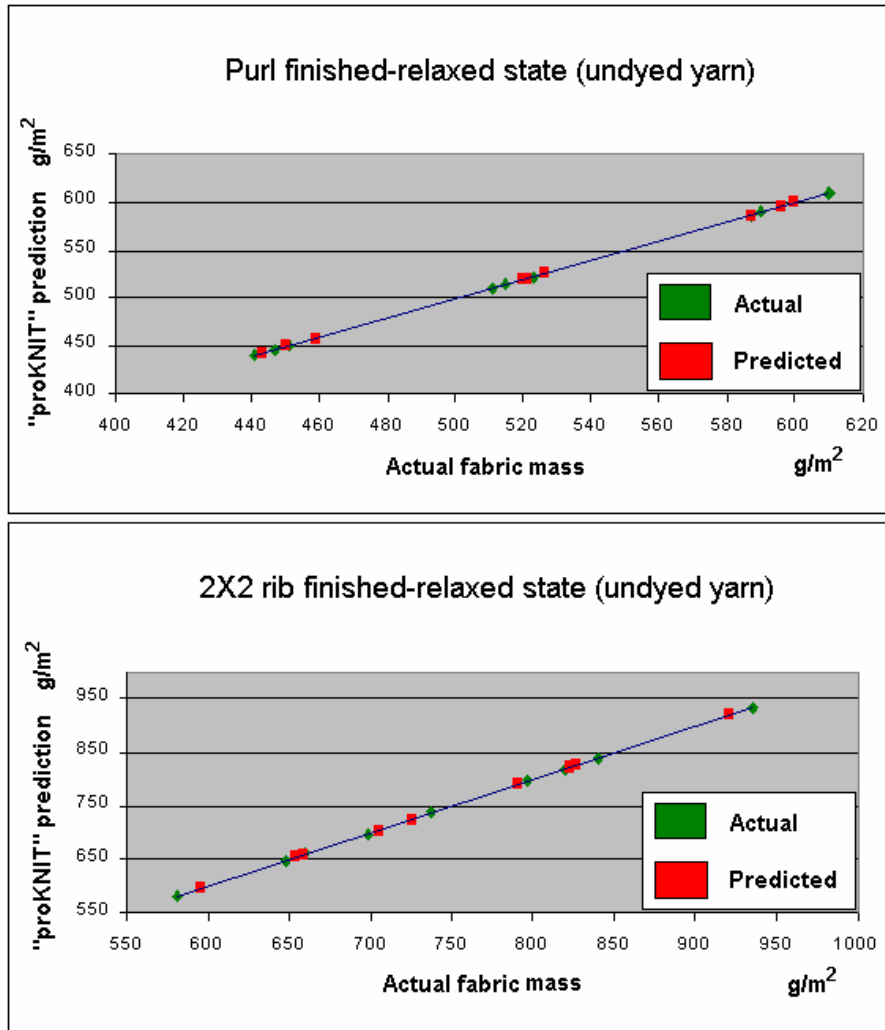 Purl finished-relaxed state (undyed yarn)
"proKNIT" prediction g/m²
650
600
550
500
450
400
400 420 440 460 480 500 520 540 560 580 600 620
Actual fabric mass g/m²
Actual
Predicted
2X2 rib finished-relaxed state (undyed yarn)
"proKNIT" prediction g/m²
950
850
750
650
550
550 600 650 700 750 800 850 900 950 1000
Actual fabric mass g/m²
Actual
Predicted